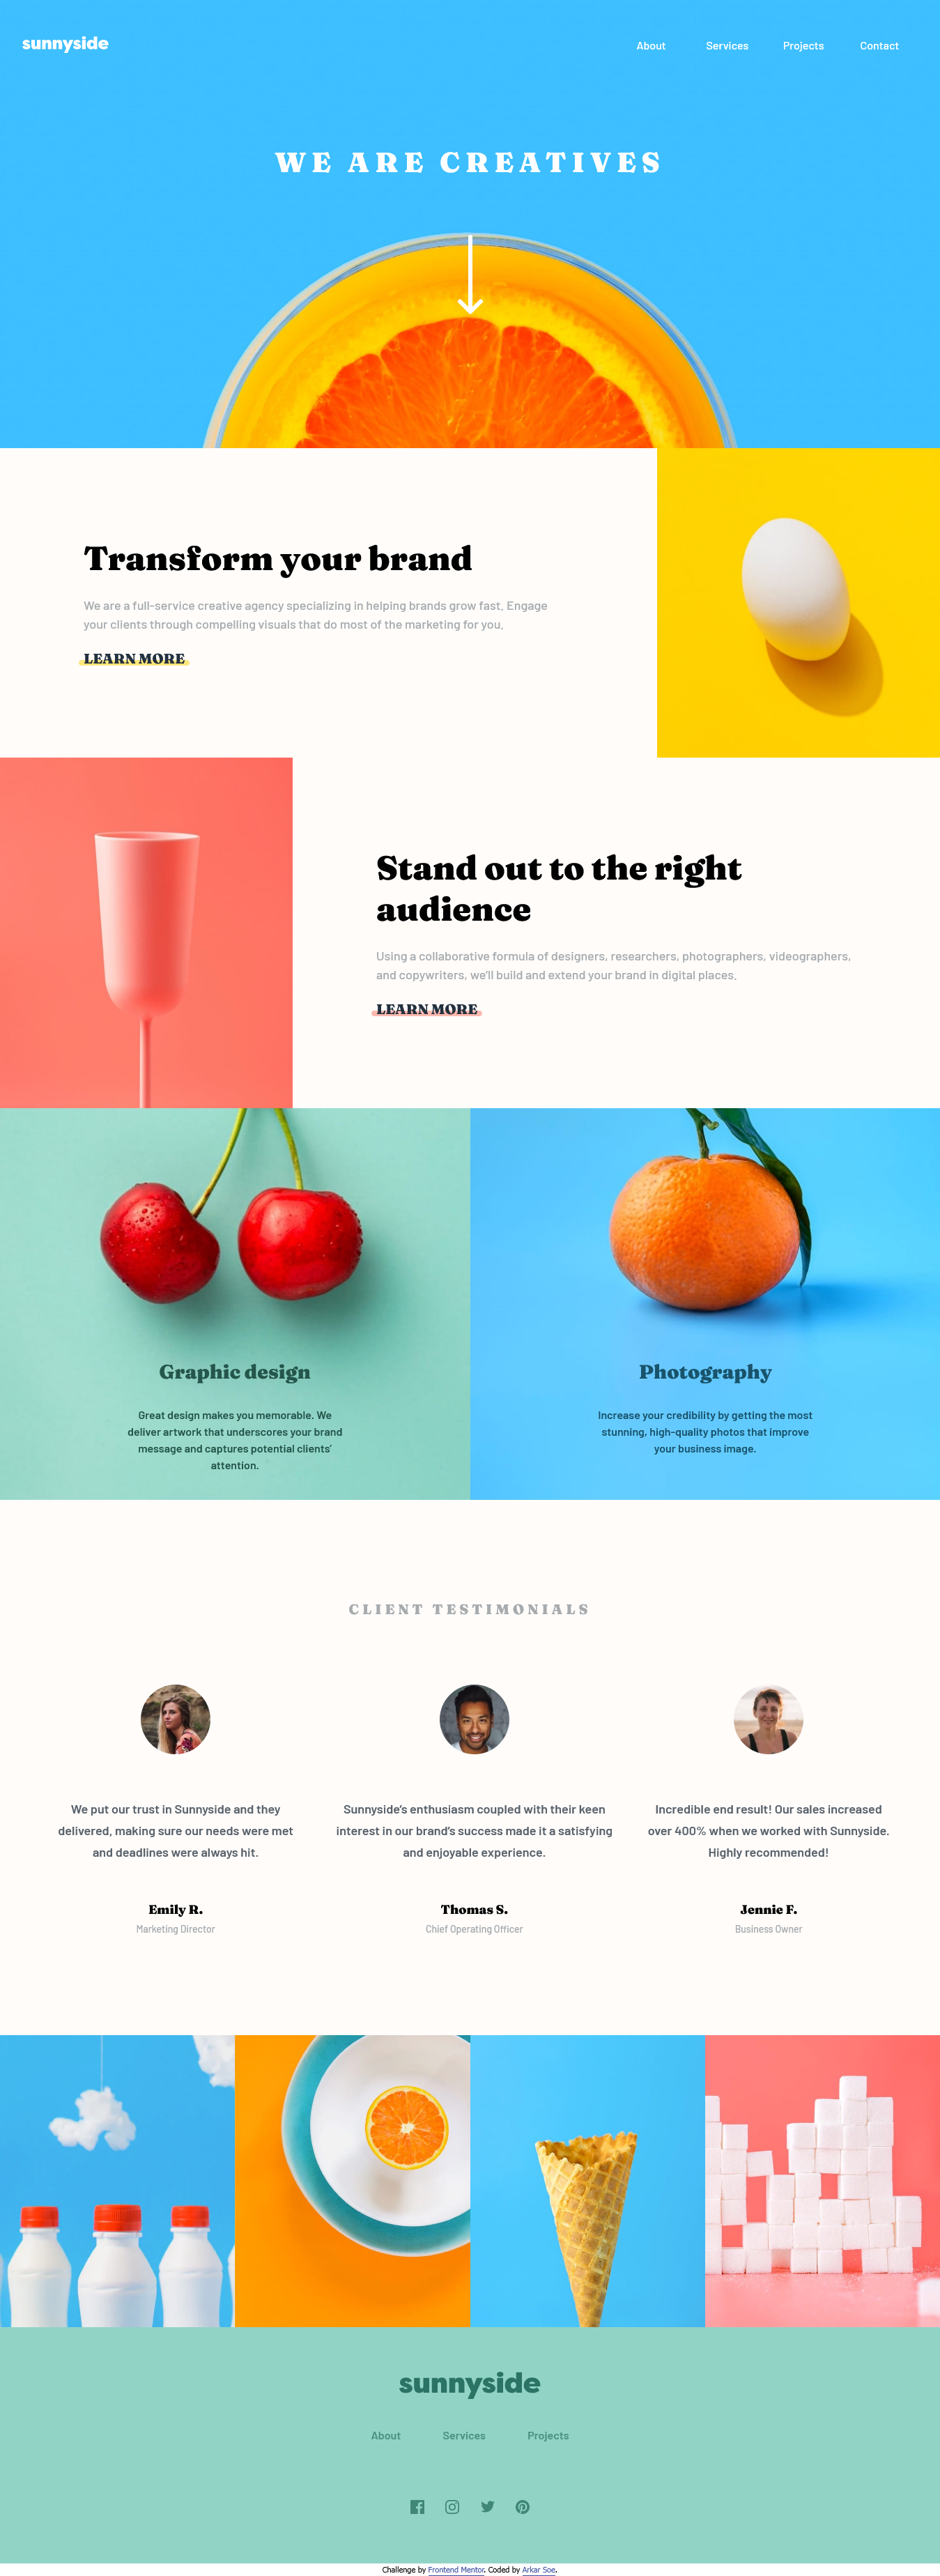 sunnyside
About Services Projects Contact
WE ARE CREATIVES
Transform your brand
We are a full-service creative agency specializing in helping brands grow fast. Engage
your clients through compelling visuals that do most of the marketing for you.
LEARN MORE
Stand out to the right
audience
Using a collaborative formula of designers, researchers, photographers, videographers,
and copywriters, we'll build and extend your brand in digital places.
LEARN MORE
Graphic design
Great design makes you memorable. We
deliver artwork that underscores your brand
message and captures potential clients'
attention.
Photography
Increase your credibility by getting the most
stunning, high-quality photos that improve
your business image.
CLIENT TESTIMONIALS
We put our trust in Sunnyside and they
delivered, making sure our needs were met
and deadlines were always hit.
Emily R.
Marketing Director
Sunnyside's enthusiasm coupled with their keen
interest in our brand's success made it a satisfying
and enjoyable experience.
Thomas S.
Chief Operating Officer
Incredible end result! Our sales increased
over 400% when we worked with Sunnyside.
Highly recommended!
Jennie F.
Business Owner
sunnyside
About Services Projects
Challenge by Frontend Mentor. Coded by Arkar Soe.